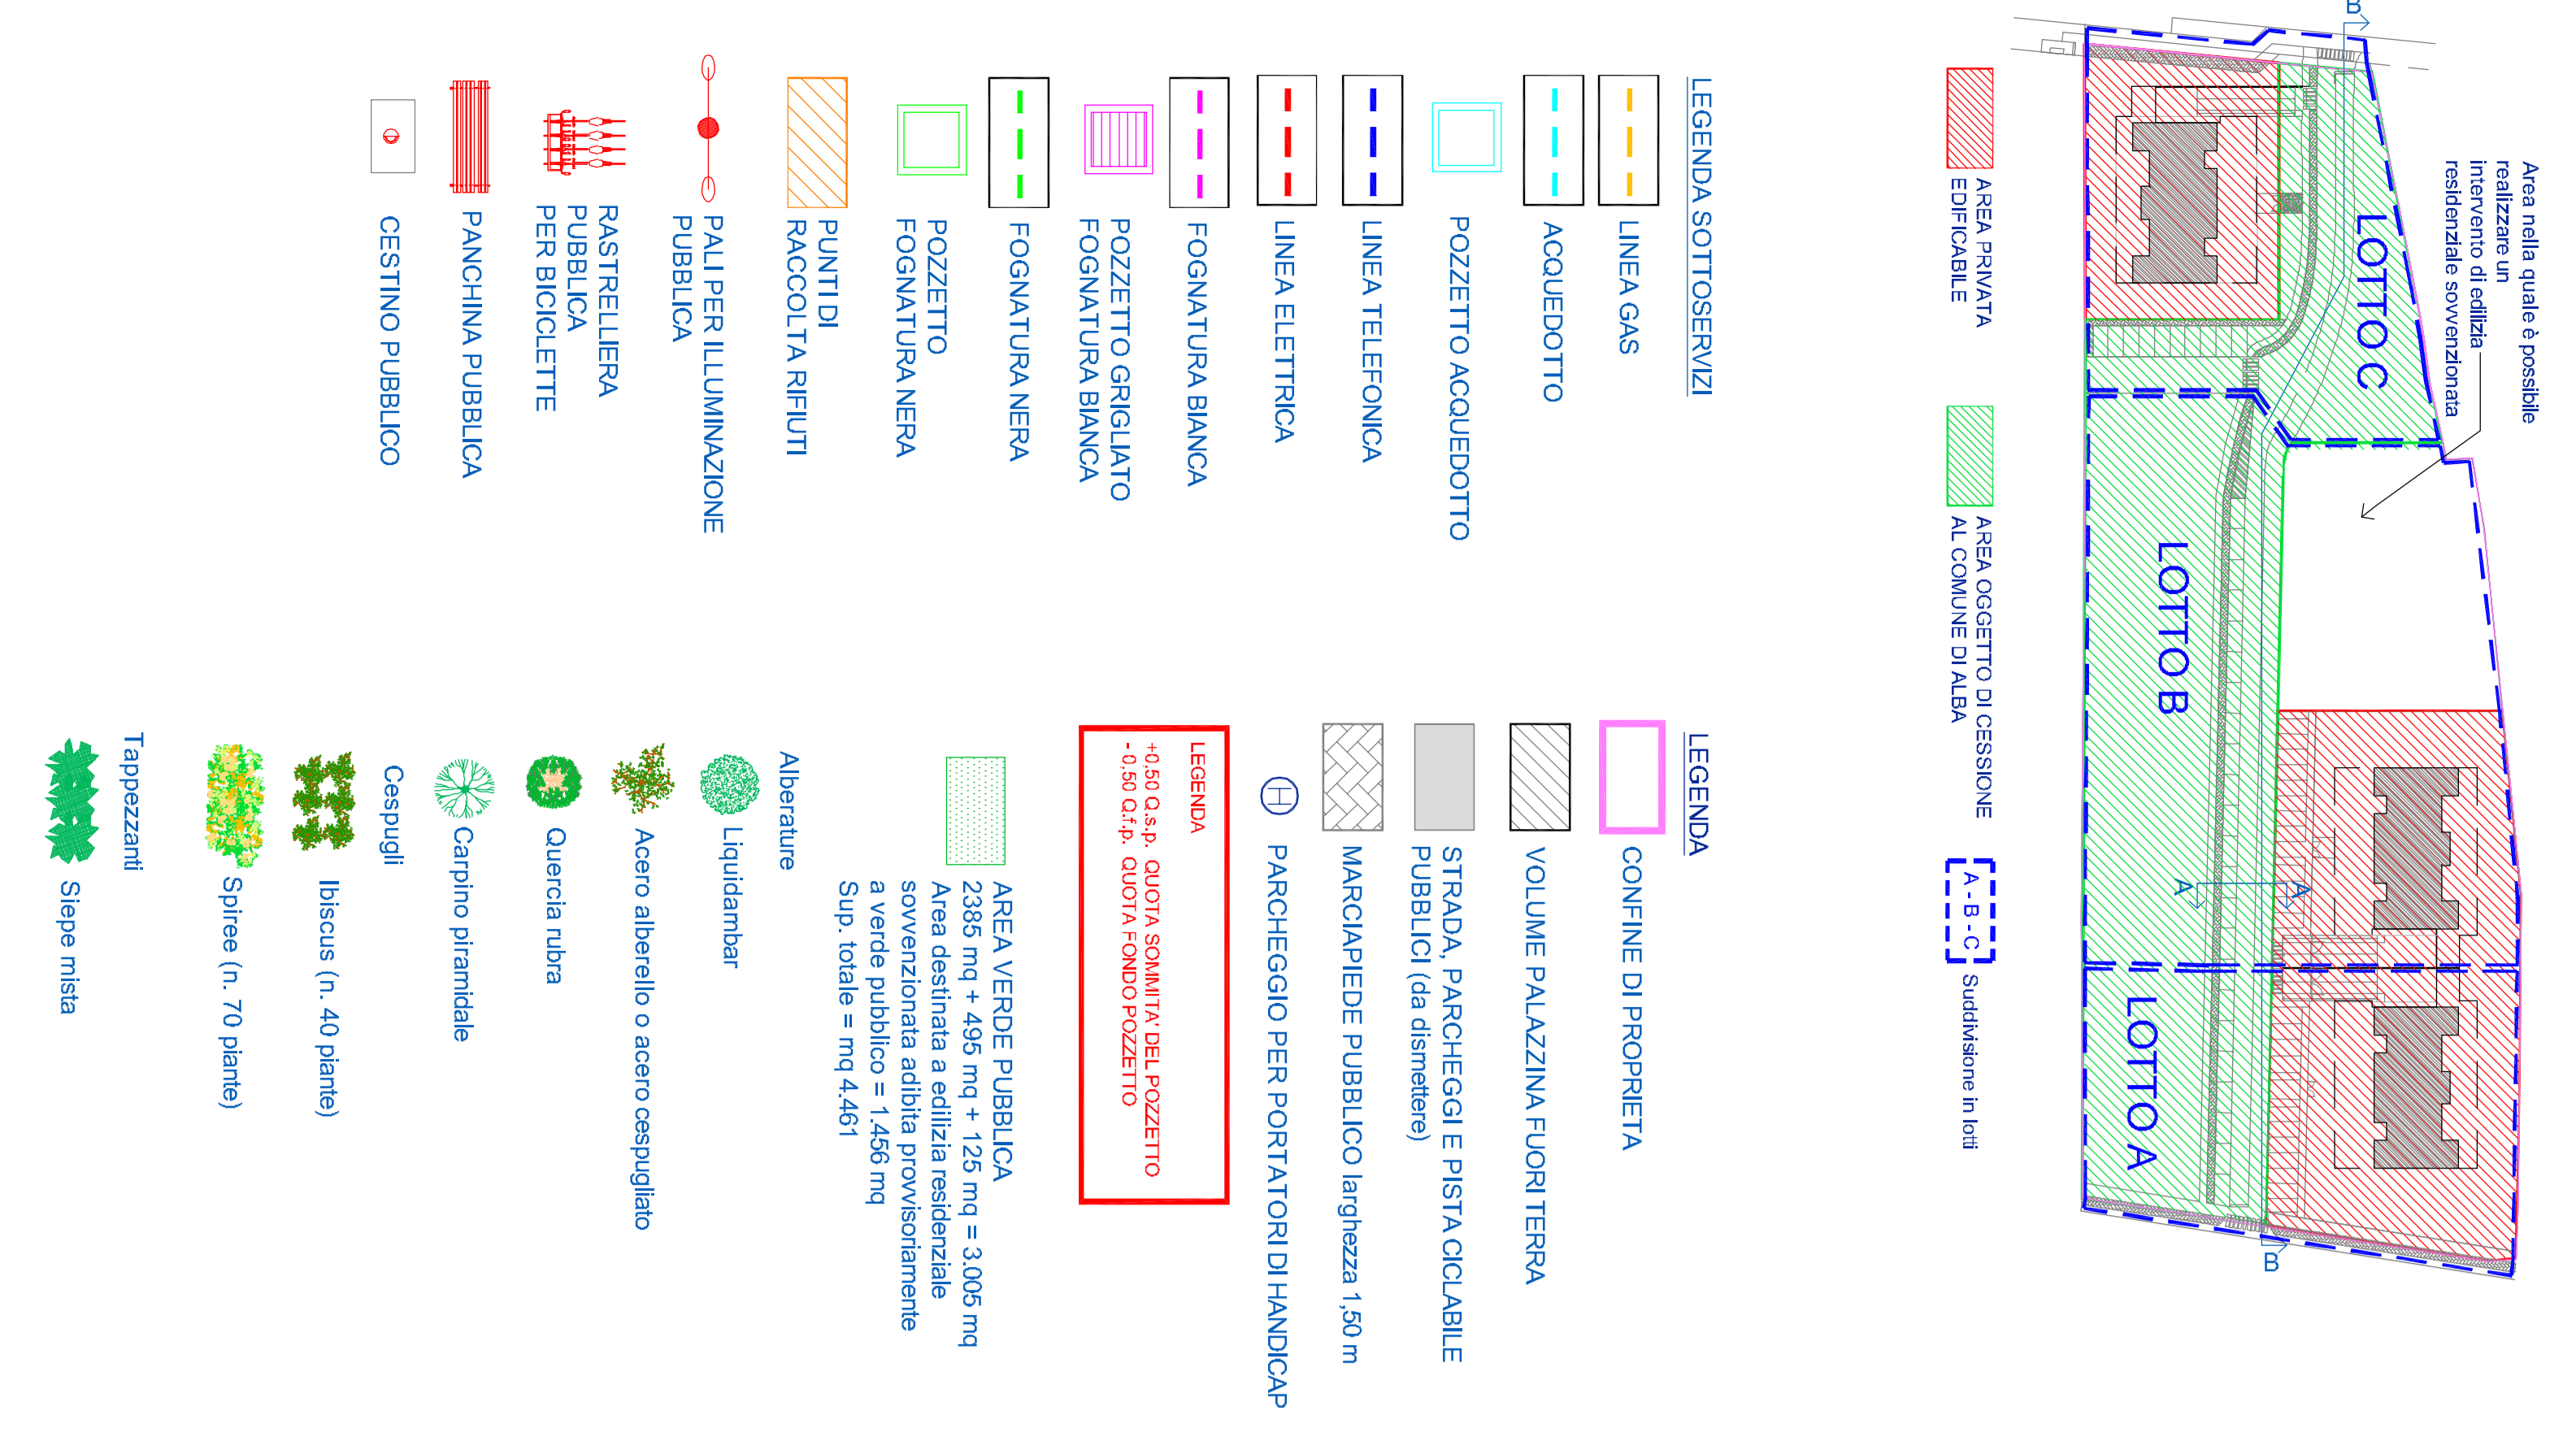 Area nella quale è possibile
realizzare un
intervento di edilizia
residenziale sovvenzionata
LOTTO C
LOTTO B
LOTTO A
B
B
A
A
AREA PRIVATA
EDIFICABILE
AREA OGGETTO DI CESSIONE
AL COMUNE DI ALBA
A - B - C
Suddivisione in lotti
LEGENDA SOTTOSERVIZI
LINEA GAS
ACQUEDOTTO
POZZETTO ACQUEDOTTO
LINEA TELEFONICA
LINEA ELETTRICA
FOGNATURA BIANCA
POZZETTO GRIGLIATO
FOGNATURA BIANCA
FOGNATURA NERA
POZZETTO
FOGNATURA NERA
PUNTI DI
RACCOLTA RIFIUTI
PALI PER ILLUMINAZIONE
PUBBLICA
RASTRELLIERA
PUBBLICA
PER BICICLETTE
PANCHINA PUBBLICA
CESTINO PUBBLICO
LEGENDA
CONFINE DI PROPRIETA
VOLUME PALAZZINA FUORI TERRA
STRADA, PARCHEGGI E PISTA CICLABILE
PUBBLICI (da dismettere)
MARCIAPIEDE PUBBLICO larghezza 1,50 m
H
PARCHEGGIO PER PORTATORI DI HANDICAP
LEGENDA
+0,50 Q.s.p. QUOTA SOMMITA' DEL POZZETTO
- 0,50 Q.f.p. QUOTA FONDO POZZETTO
AREA VERDE PUBBLICA
2385 mq + 495 mq + 125 mq = 3.005 mq
Area destinata a edilizia residenziale
sovvenzionata adibita provvisoriamente
a verde pubblico = 1.456 mq
Sup. totale = mq 4.461
Alberature
Liquidambar
Acero alberello o acero cespugliato
Quercia rubra
Carpino piramidale
Cespugli
Ibiscus (n. 40 piante)
Spiree (n. 70 piante)
Tappezzanti
Siepe mista